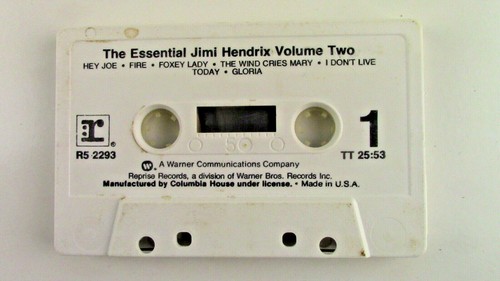 The Essential Jimi Hendrix Volume Two
HEY JOE • FIRE • FOXEY LADY • THE WIND CRIES MARY • I DON'T LIVE
TODAY • GLORIA
r ®
R5 2293
5
1
TT 25:53
W A Warner Communications Company
Reprise Records, a division of Warner Bros. Records Inc.
Manufactured by Columbia House under license. • Made in U.S.A.